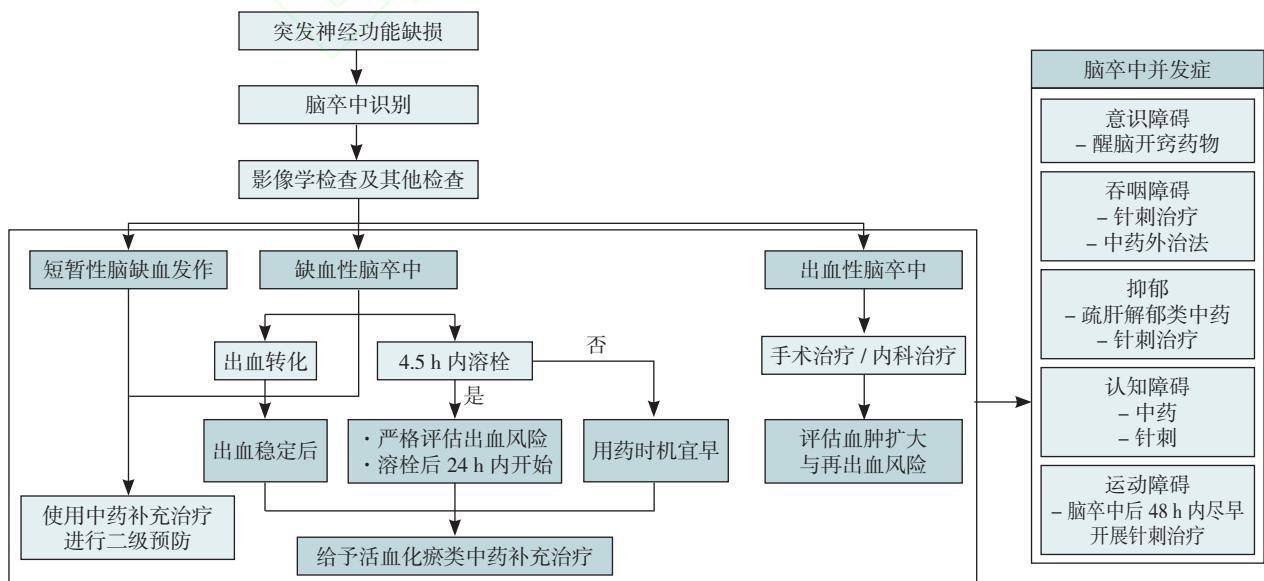 突发神经功能缺损
脑卒中识别
影像学检查及其他检查
短暂性脑缺血发作
缺血性脑卒中
出血性脑卒中
出血转化
4.5 h 内溶栓
否
是
手术治疗 / 内科治疗
出血稳定后
· 严格评估出血风险
· 溶栓后 24 h 内开始
用药时机宜早
评估血肿扩大
与再出血风险
使用中药补充治疗
进行二级预防
给予活血化瘀类中药补充治疗
脑卒中并发症
意识障碍
– 醒脑开窍药物
吞咽障碍
– 针刺治疗
– 中药外治法
抑郁
– 疏肝解郁类中药
– 针刺治疗
认知障碍
– 中药
– 针刺
运动障碍
– 脑卒中后 48 h 内尽早
开展针刺治疗